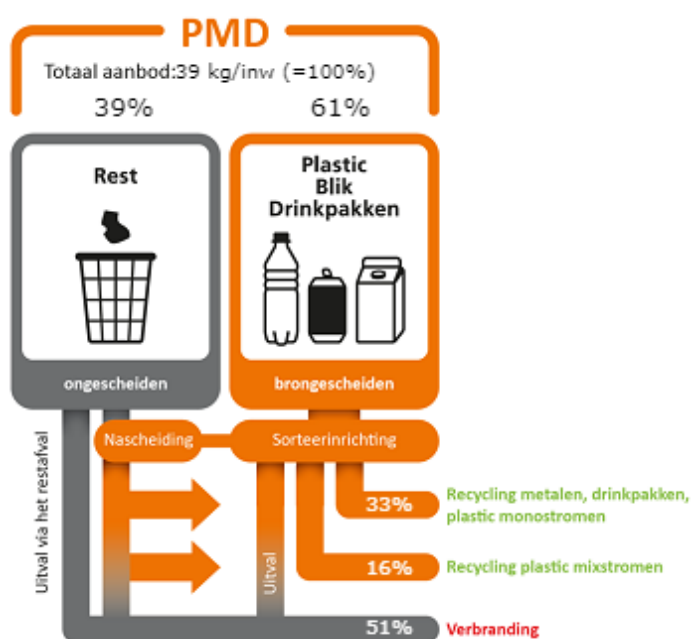 PMD
Totaal aanbod:39 kg/inw (=100%)
39%
61%
Rest
Plastic
Blik
Drinkpakken
ongescheiden
brongescheiden
Nascheiding
Sorteerinrichting
Uitval via het restafval
Uitval
33%
Recycling metalen, drinkpakken,
plastic monostromen
16%
Recycling plastic mixstromen
51%
Verbranding